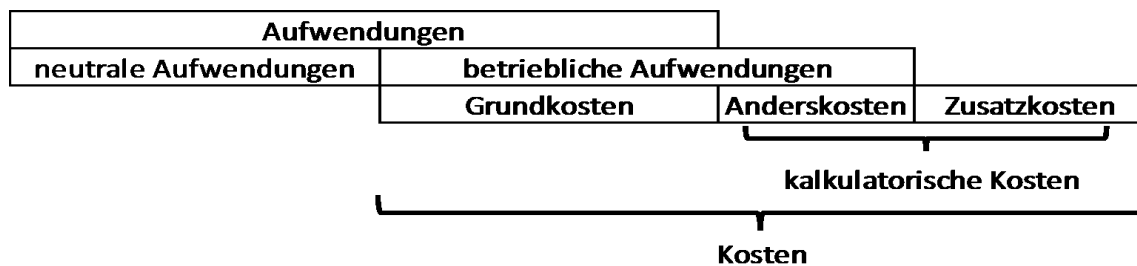 Aufwendungen
neutrale Aufwendungen betriebliche Aufwendungen
Grundkosten Anderskosten Zusatzkosten
kalkulatorische Kosten
Kosten